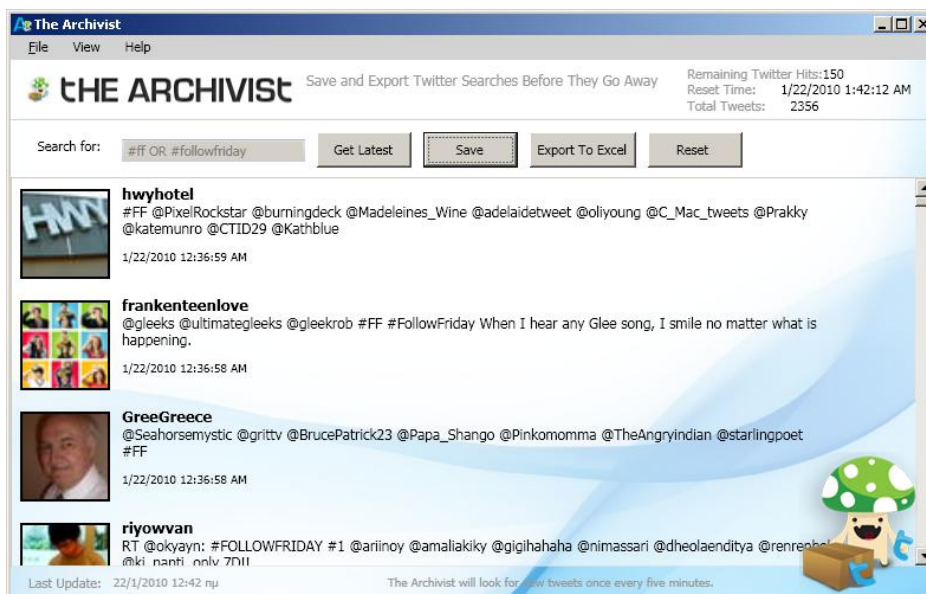 The Archivist
File View Help
tHE ARCHIVISt Save and Export Twitter Searches Before They Go Away
Remaining Twitter Hits:150
Reset Time: 1/22/2010 1:42:12 AM
Total Tweets: 2356
Search for: #ff OR #followfriday Get Latest Save Export To Excel Reset
HWY
hwyhotel
#FF @PixelRockstar @burningdeck @Madeleines_Wine @adelaidetweet @oliyoung @C_Mac_tweets @Prakky
@katemunro @CTID29 @Kathblue
1/22/2010 12:36:59 AM
frankenteenlove
@gleeks @ultimategleeks @gleekrob #FF #FollowFriday When I hear any Glee song, I smile no matter what is
happening.
1/22/2010 12:36:58 AM
GreeGreece
@Seahorsemystic @grittv @BrucePatrick23 @Papa_Shango @Pinkomomma @TheAngryindian @starlingpoet
#FF
1/22/2010 12:36:58 AM
riyowvan
RT @okyayn: #FOLLOWFRIDAY #1 @ariinoy @amaliakiky @gigihahaha @nimassari @dheolaenditya
only
Last Update: 22/1/2010 12:42 πμ The Archivist will look for new tweets once every five minutes.